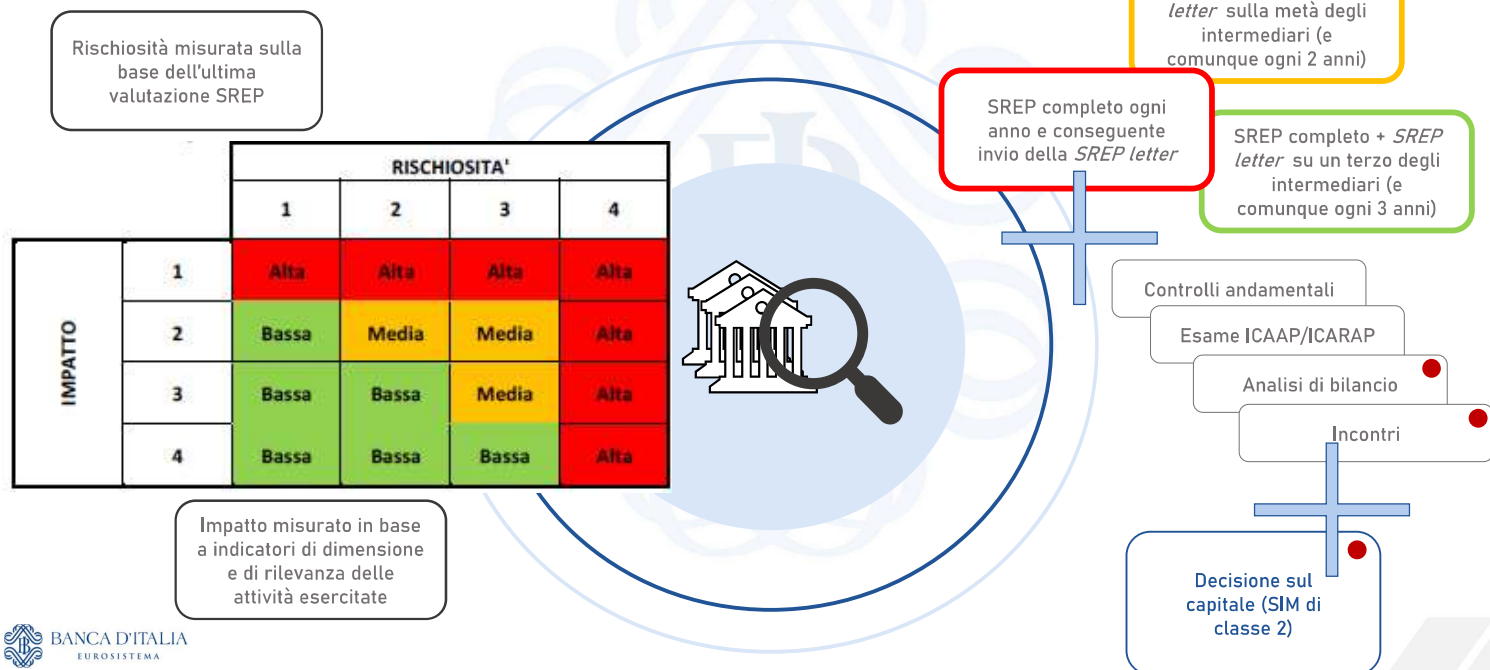 Rischiosità misurata sulla
base dell'ultima
valutazione SREP
RISCHIOSITA'
1 2 3 4
IMPATTO
1 Alta Alta Alta Alta
2 Bassa Media Media Alta
3 Bassa Bassa Media Alta
4 Bassa Bassa Bassa Alta
Impatto misurato in base
a indicatori di dimensione
e di rilevanza delle
attività esercitate
BANCA D'ITALIA
EUROSISTEMA
letter sulla metà degli
intermediari (e
comunque ogni 2 anni)
SREP completo ogni
anno e conseguente
invio della SREP letter
SREP completo + SREP
letter su un terzo degli
intermediari (e
comunque ogni 3 anni)
Controlli andamentali
Esame ICAAP/ICARAP
Analisi di bilancio
Incontri
Decisione sul
capitale (SIM di
classe 2)